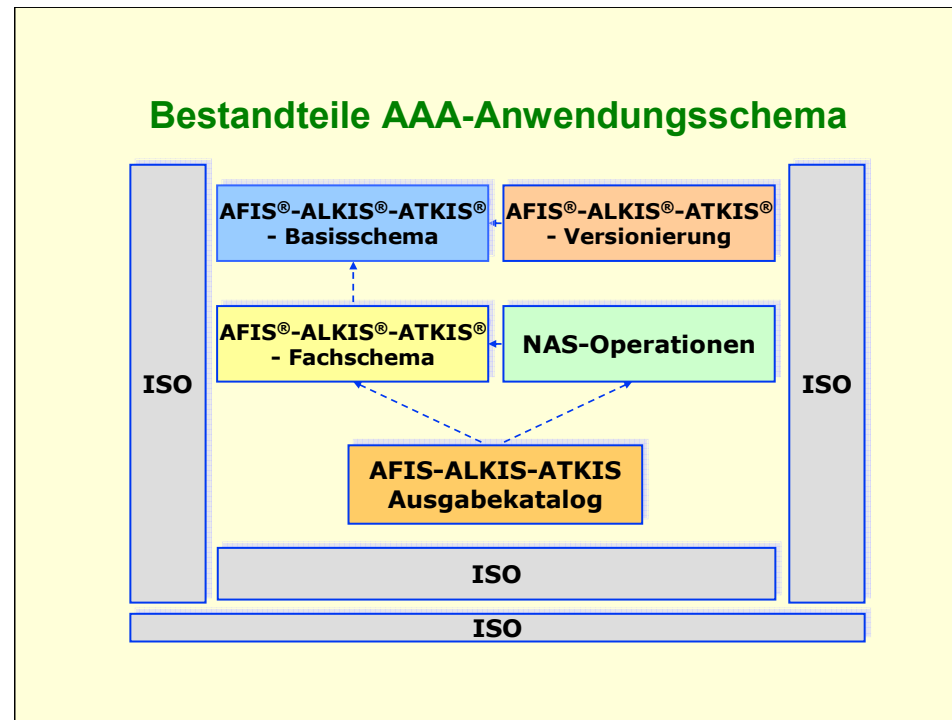 Bestandteile AAA-Anwendungsschema
AFIS®-ALKIS®-ATKIS®
- Basisschema
AFIS®-ALKIS®-ATKIS®
- Versionierung
AFIS®-ALKIS®-ATKIS®
- Fachschema
NAS-Operationen
ISO
ISO
AFIS-ALKIS-ATKIS
Ausgabekatalog
ISO
ISO